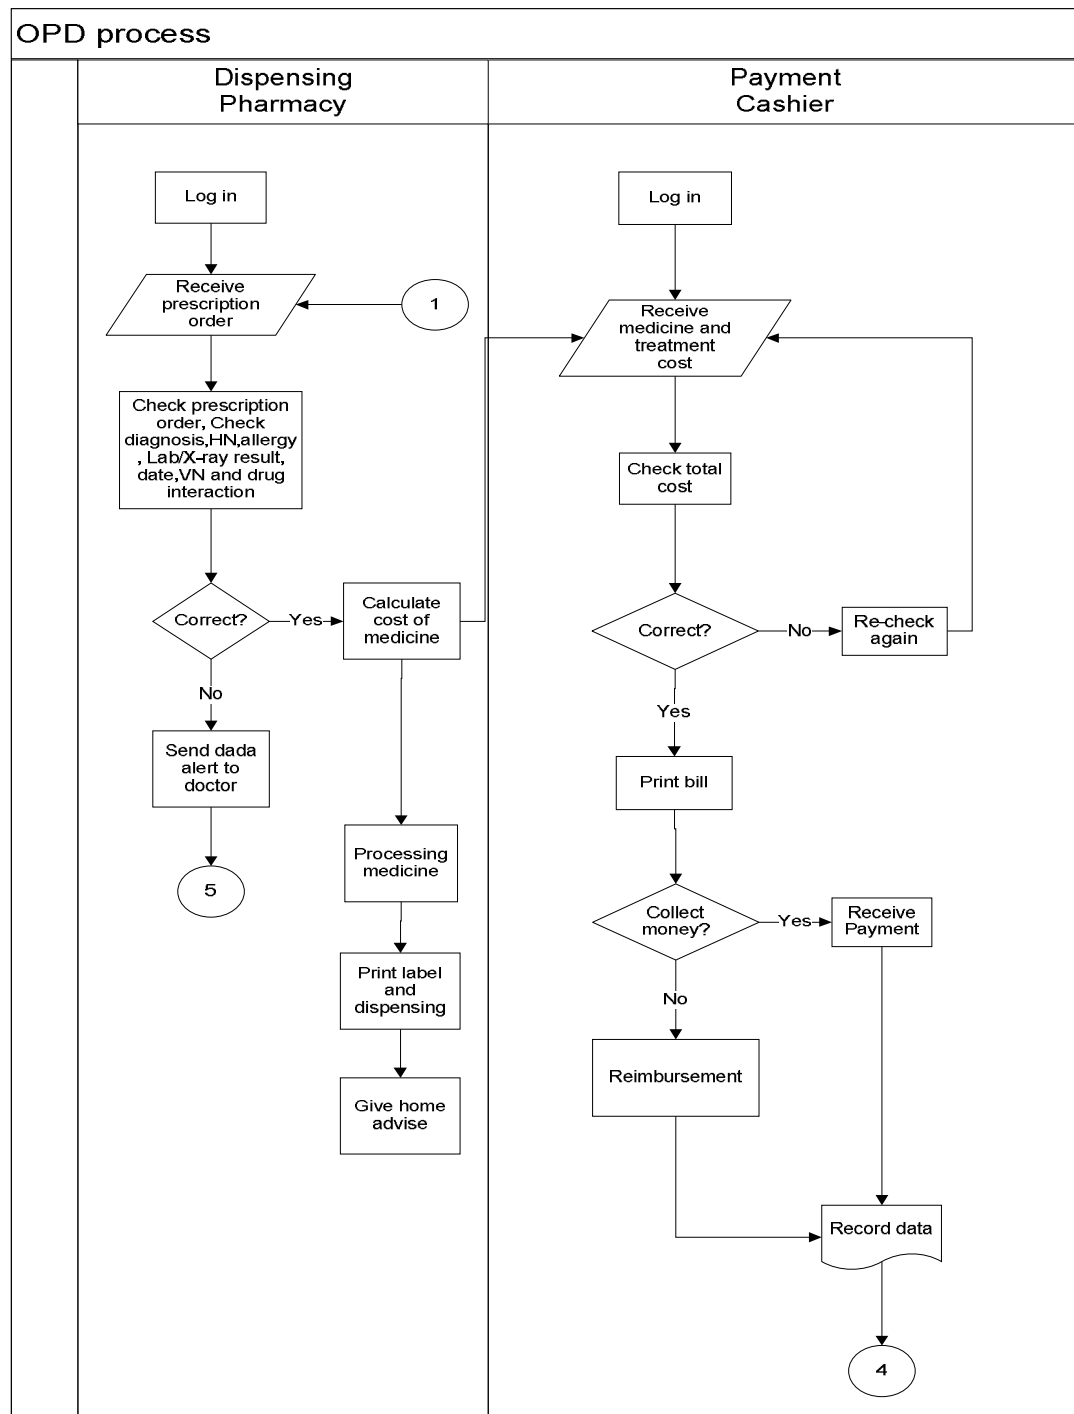 OPD process
Dispensing
Pharmacy
Payment
Cashier
Log in
Receive
prescription
order
1
Check prescription
order, Check
diagnosis,HN,allergy
, Lab/X-ray result,
date,VN and drug
interaction
Correct?
Yes
Calculate
cost of
medicine
No
Send dada
alert to
doctor
5
Processing
medicine
Print label
and
dispensing
Give home
advise
Log in
Receive
medicine and
treatment
cost
Check total
cost
Correct?
No
Re-check
again
Yes
Print bill
Collect
money?
Yes
Receive
Payment
No
Reimbursement
Record data
4